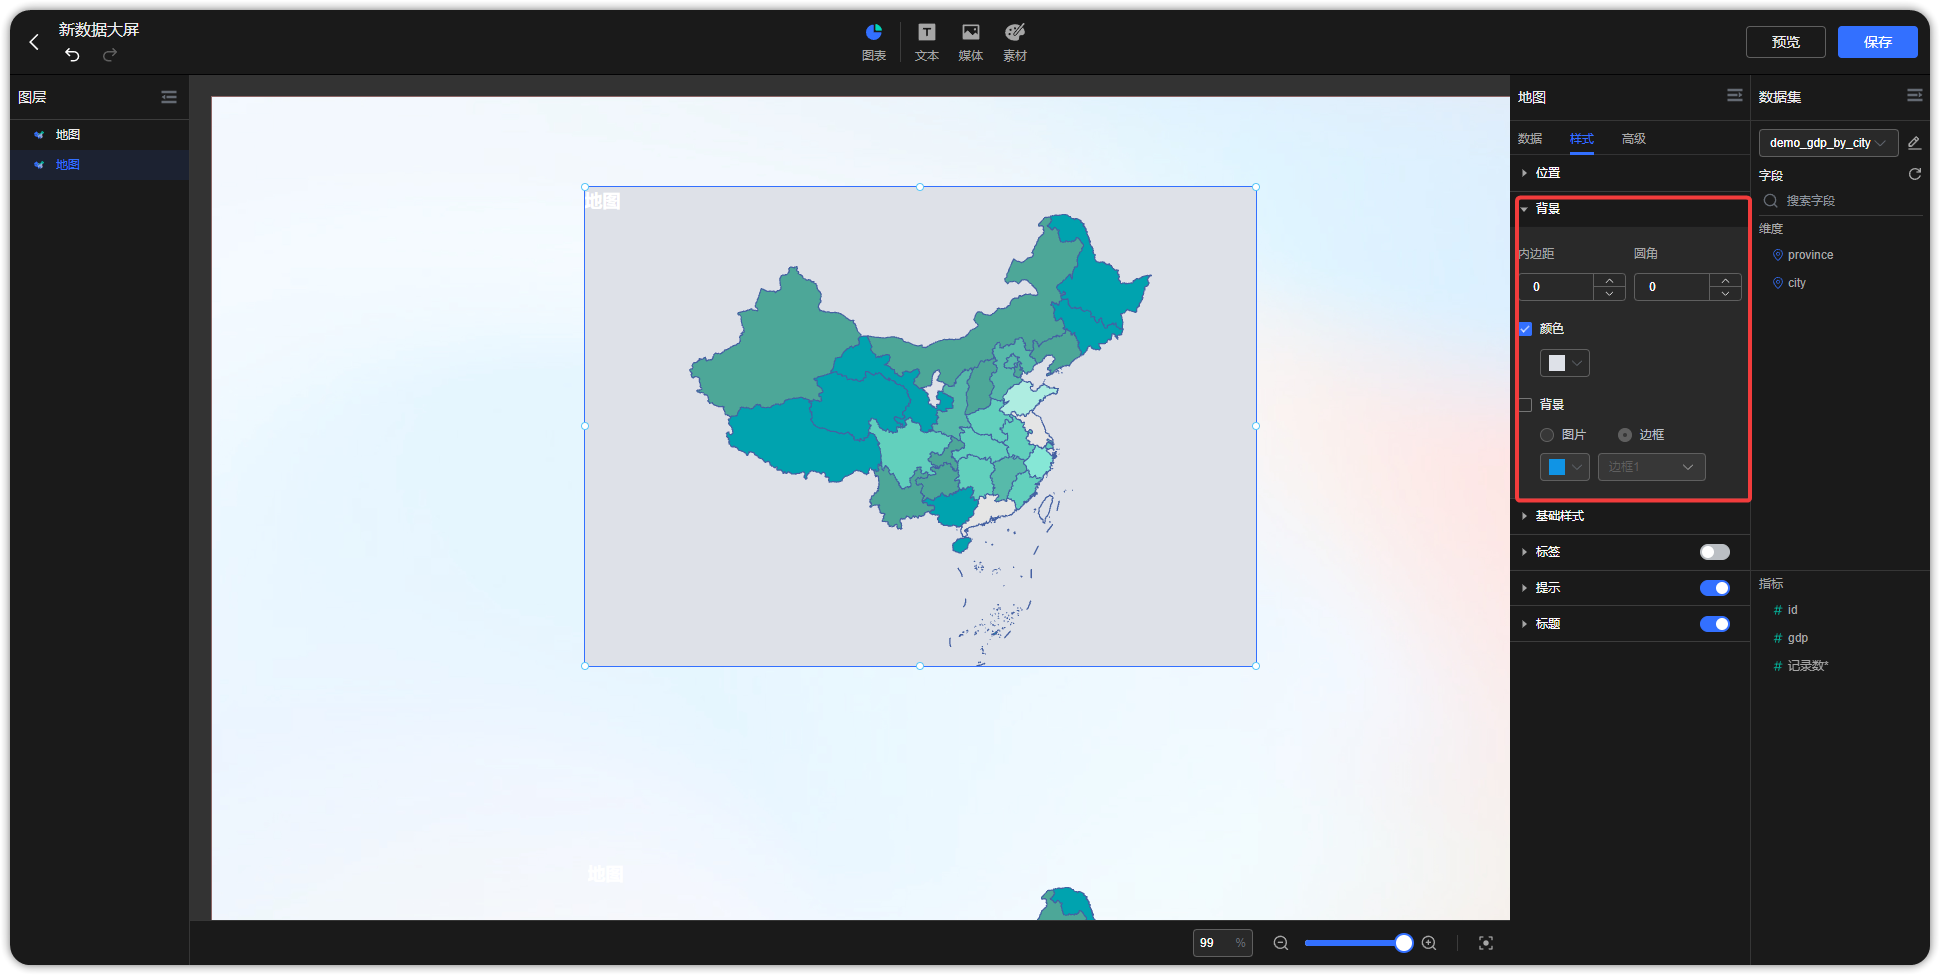 新数据大屏
图表
文本
媒体
素材
预览
保存
图层
地图
地图
地图
地图
地图
数据
样式
高级
位置
背景
内边距
圆角
0
0
颜色
背景
图片
边框
边框1
基础样式
标签
提示
标题
数据集
demo_gdp_by_city
字段
搜索字段
维度
province
city
指标
# id
# gdp
# 记录数*
99 %